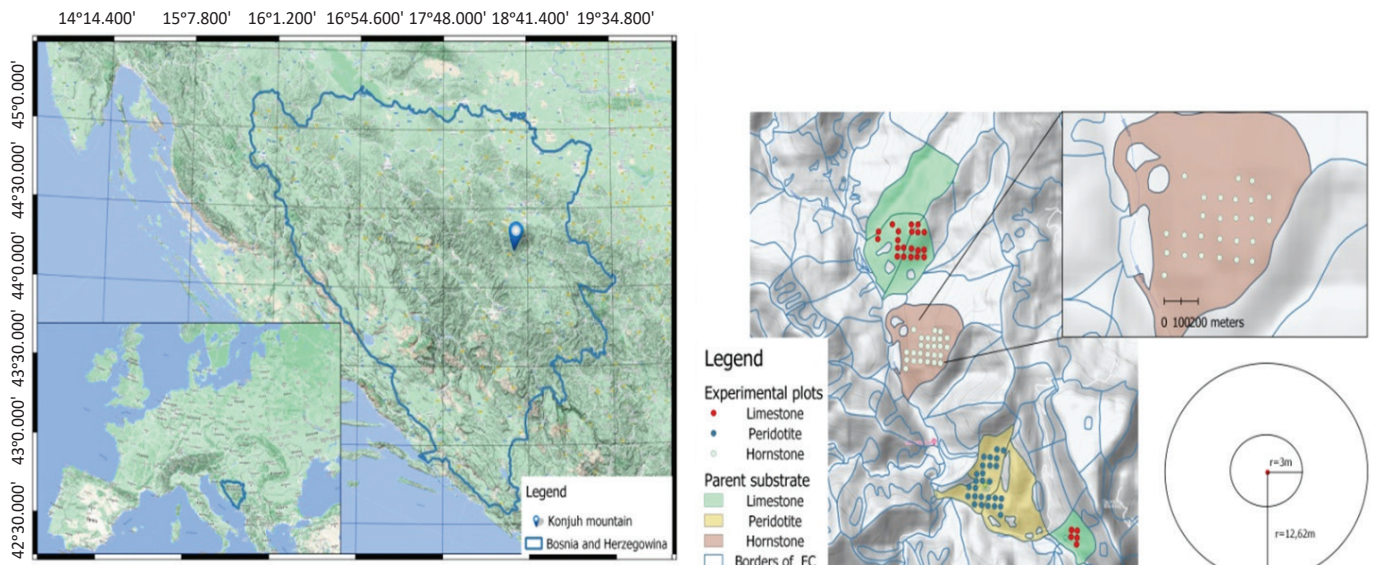 14°14.400' 15°7.800' 16°1.200' 16°54.600' 17°48.000' 18°41.400' 19°34.800'
45°0.000'
44°30.000'
44°0.000'
43°30.000'
43°0.000'
42°30.000'
Legend
Konjuh mountain
Bosnia and Herzegowina
Legend
Experimental plots
Limestone
Peridotite
Hornstone
Parent substrate
Limestone
Peridotite
Hornstone
Borders of FC
0 100200 meters
r=3m
r=12,62m